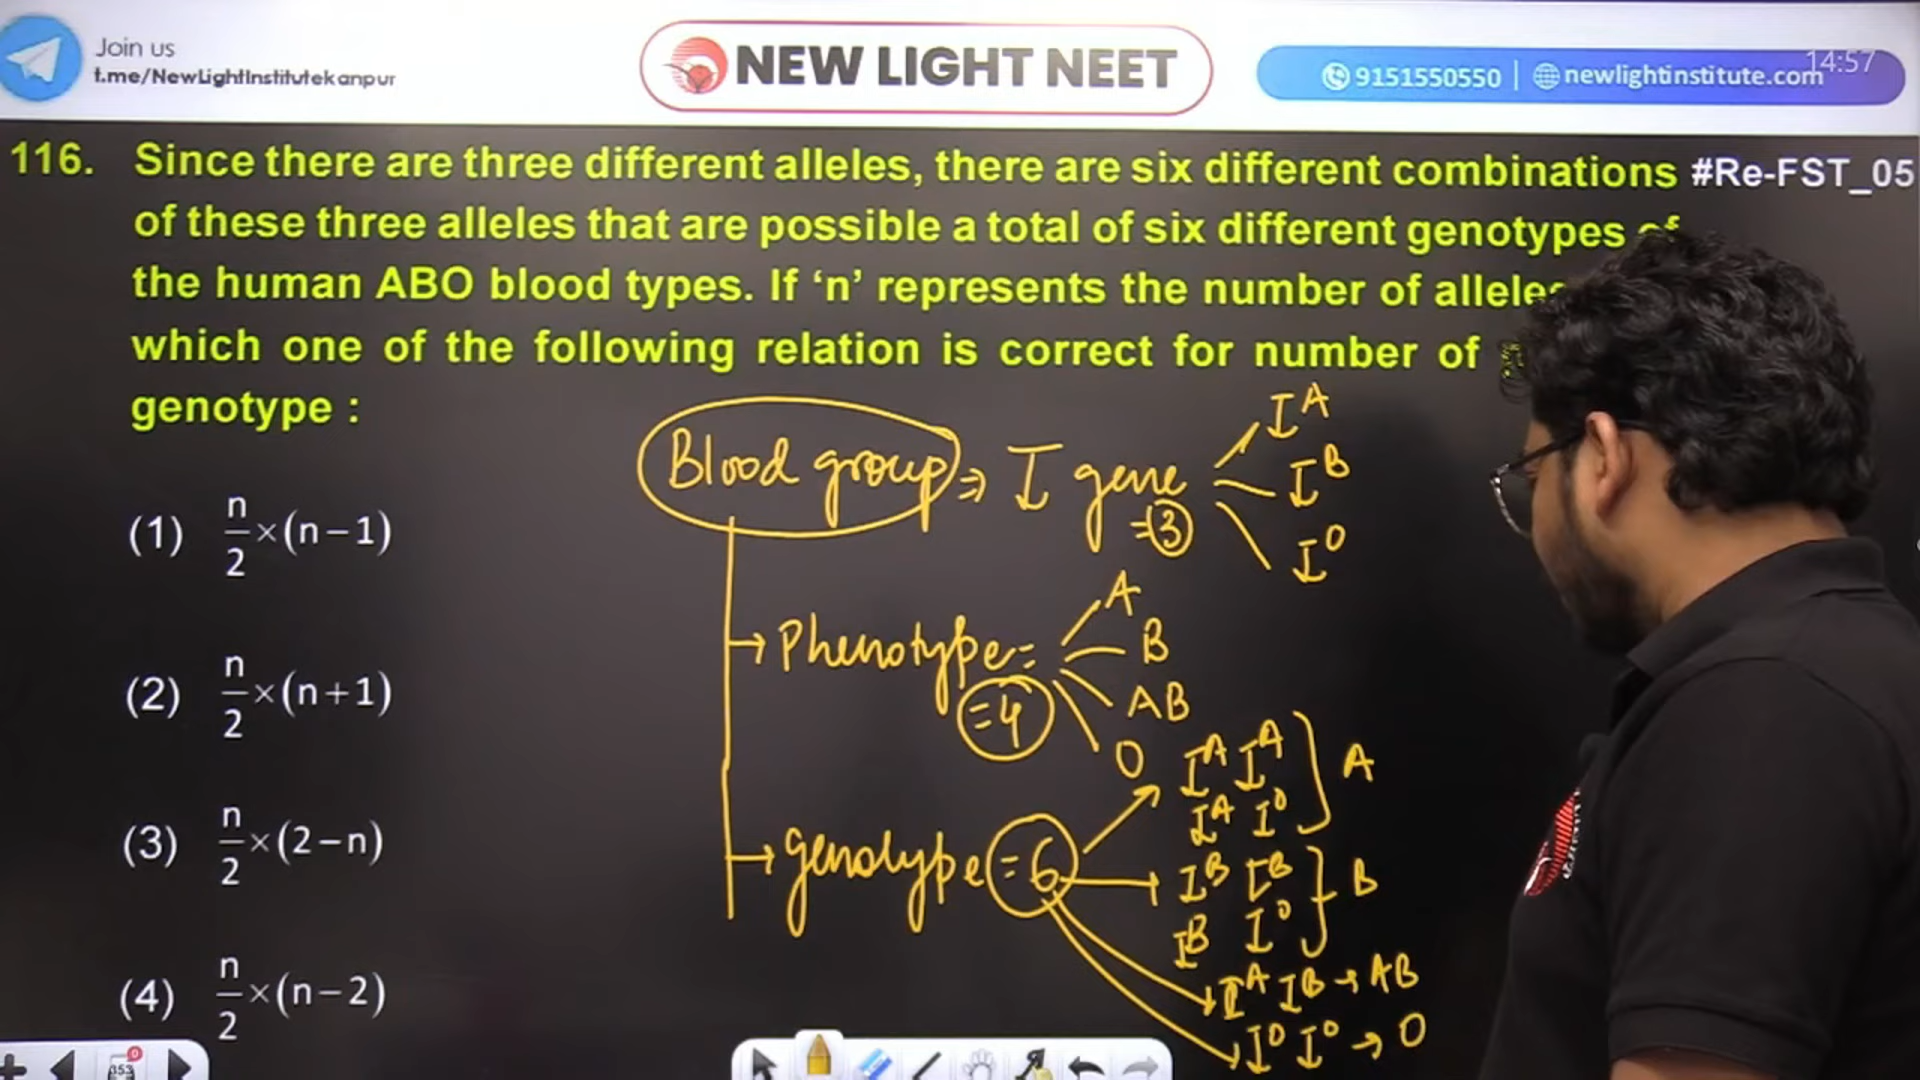 Join us
t.me/NewLightInstitutekanpur
NEW LIGHT NEET
9151550550 | newlightinstitute.com
14:57
116. Since there are three different alleles, there are six different combinations #Re-FST_05
of these three alleles that are possible a total of six different genotypes of
the human ABO blood types. If ‘n’ represents the number of alleles
which one of the following relation is correct for number of
genotype :
Blood group ⇒ I gene = 3
I^A
I^B
I^O
(1) n/2 × (n−1)
Phenotype = 4
A
B
AB
O
(2) n/2 × (n+1)
genotype = 6
I^A I^A
I^A I^O } A
(3) n/2 × (2−n)
I^B I^B
I^B I^O } B
I^A I^B → AB
I^O I^O → O
(4) n/2 × (n−2)
353
0